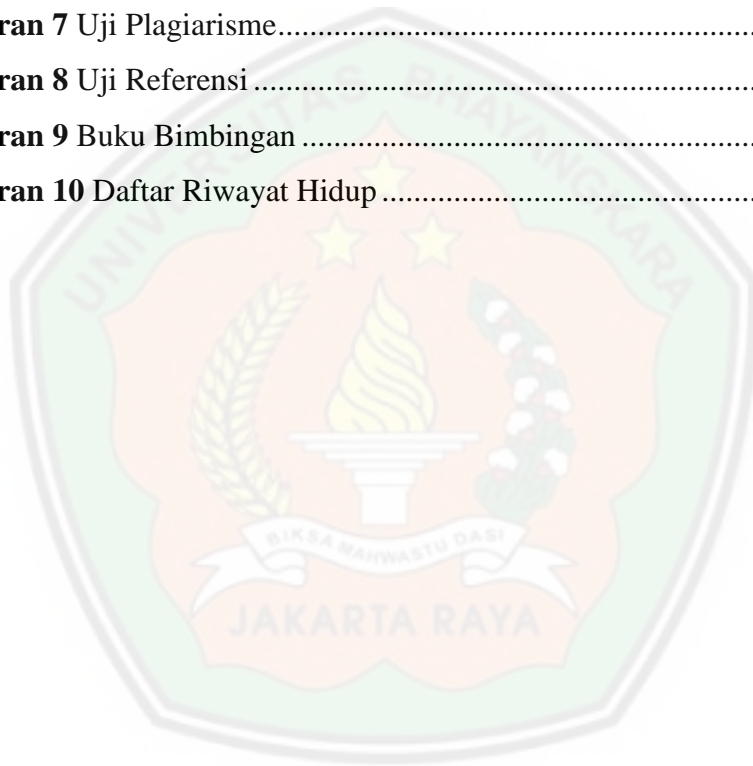 ran 7 Uji Plagiarisme..........................................................................
ran 8 Uji Referensi..............................................................................
ran 9 Buku Bimbingan......................................................................
ran 10 Daftar Riwayat Hidup..........................................................
UNIVERSITAS BHAYANGKARA
BIKSA MAHWASTU DASI
JAKARTA RAYA